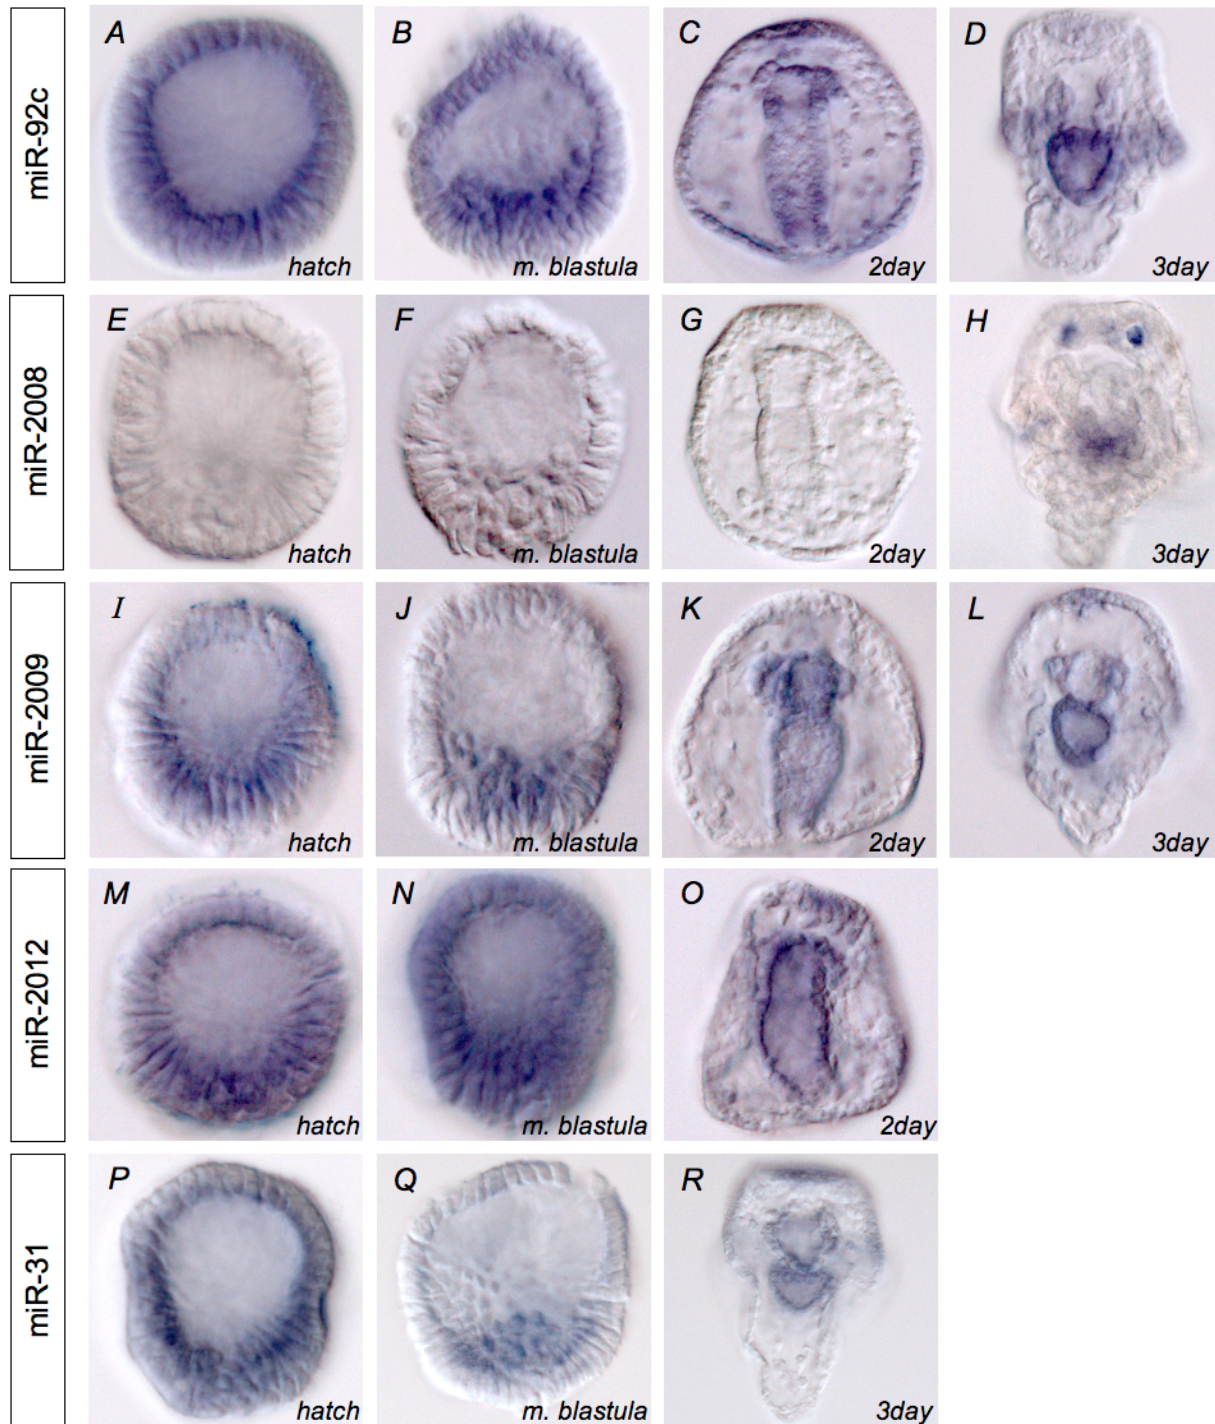 miR-92c
A
hatch
B
m. blastula
C
2day
D
3day
miR-2008
E
hatch
F
m. blastula
G
2day
H
3day
miR-2009
I
hatch
J
m. blastula
K
2day
L
3day
miR-2012
M
hatch
N
m. blastula
O
2day
miR-31
P
hatch
Q
m. blastula
R
3day